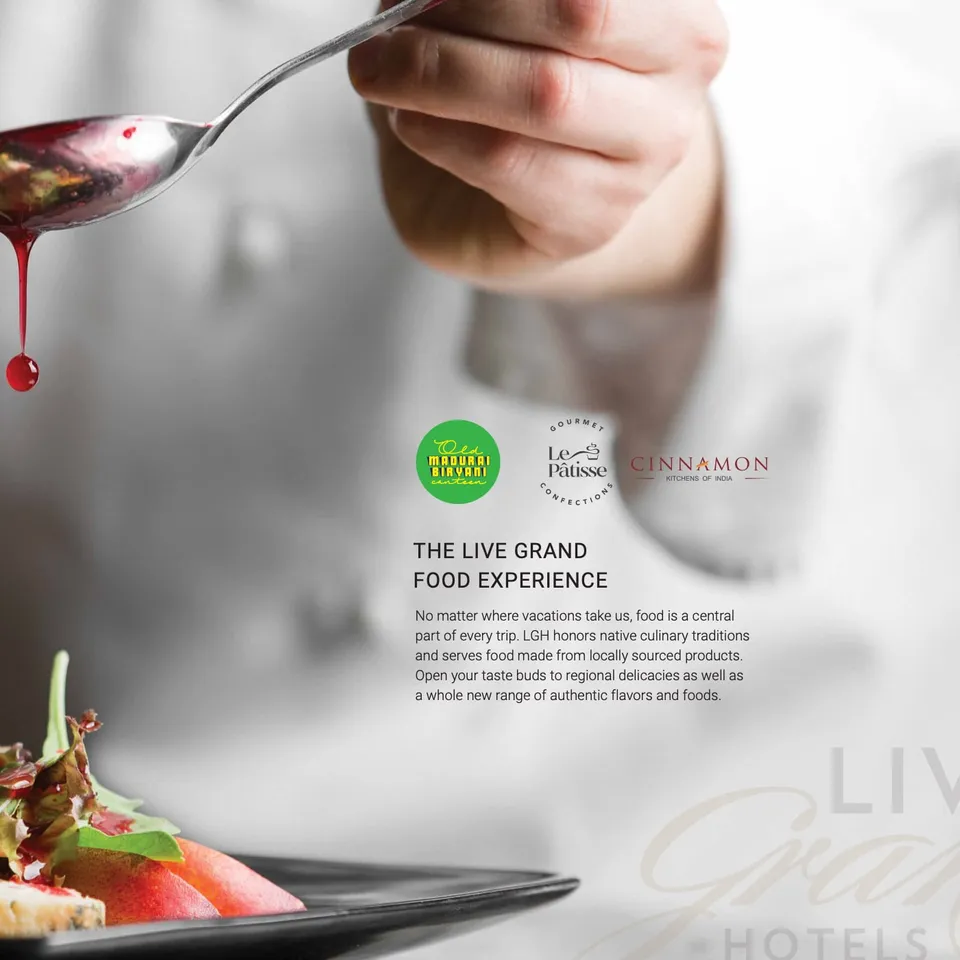 Old
MADURAI
BIRYANI
canteen
GOURMET
Le
Pâtisse
CONFECTIONS
CINNAMON
KITCHENS OF INDIA
THE LIVE GRAND
FOOD EXPERIENCE
No matter where vacations take us, food is a central
part of every trip. LGH honors native culinary traditions
and serves food made from locally sourced products.
Open your taste buds to regional delicacies as well as
a whole new range of authentic flavors and foods.
LIV
Gran
HOTELS